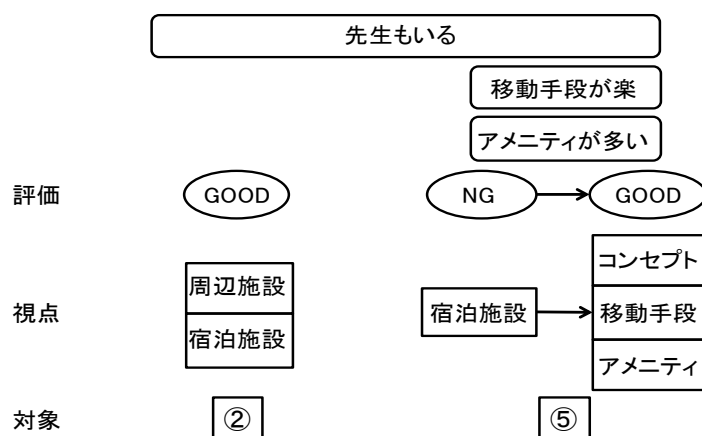 先生もいる
移動手段が楽
アメニティが多い
評価
GOOD
NG
GOOD
視点
周辺施設
宿泊施設
宿泊施設
コンセプト
移動手段
アメニティ
対象
②
⑤